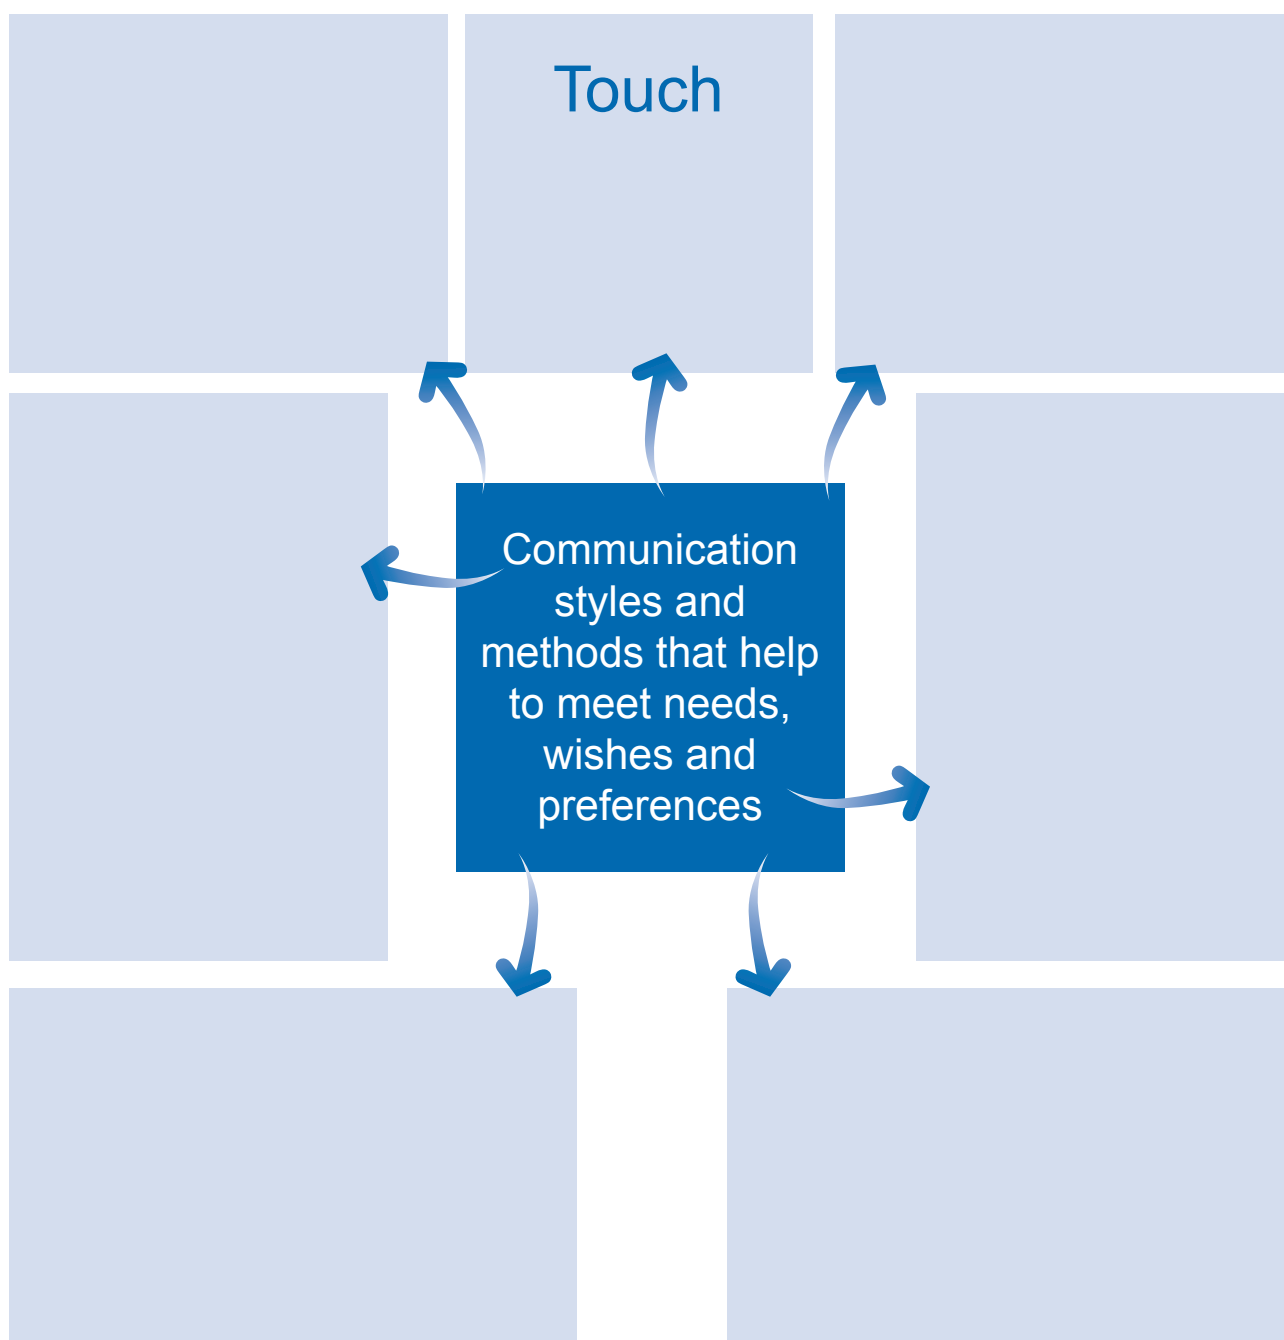 Touch
Communication
styles and
methods that help
to meet needs,
wishes and
preferences